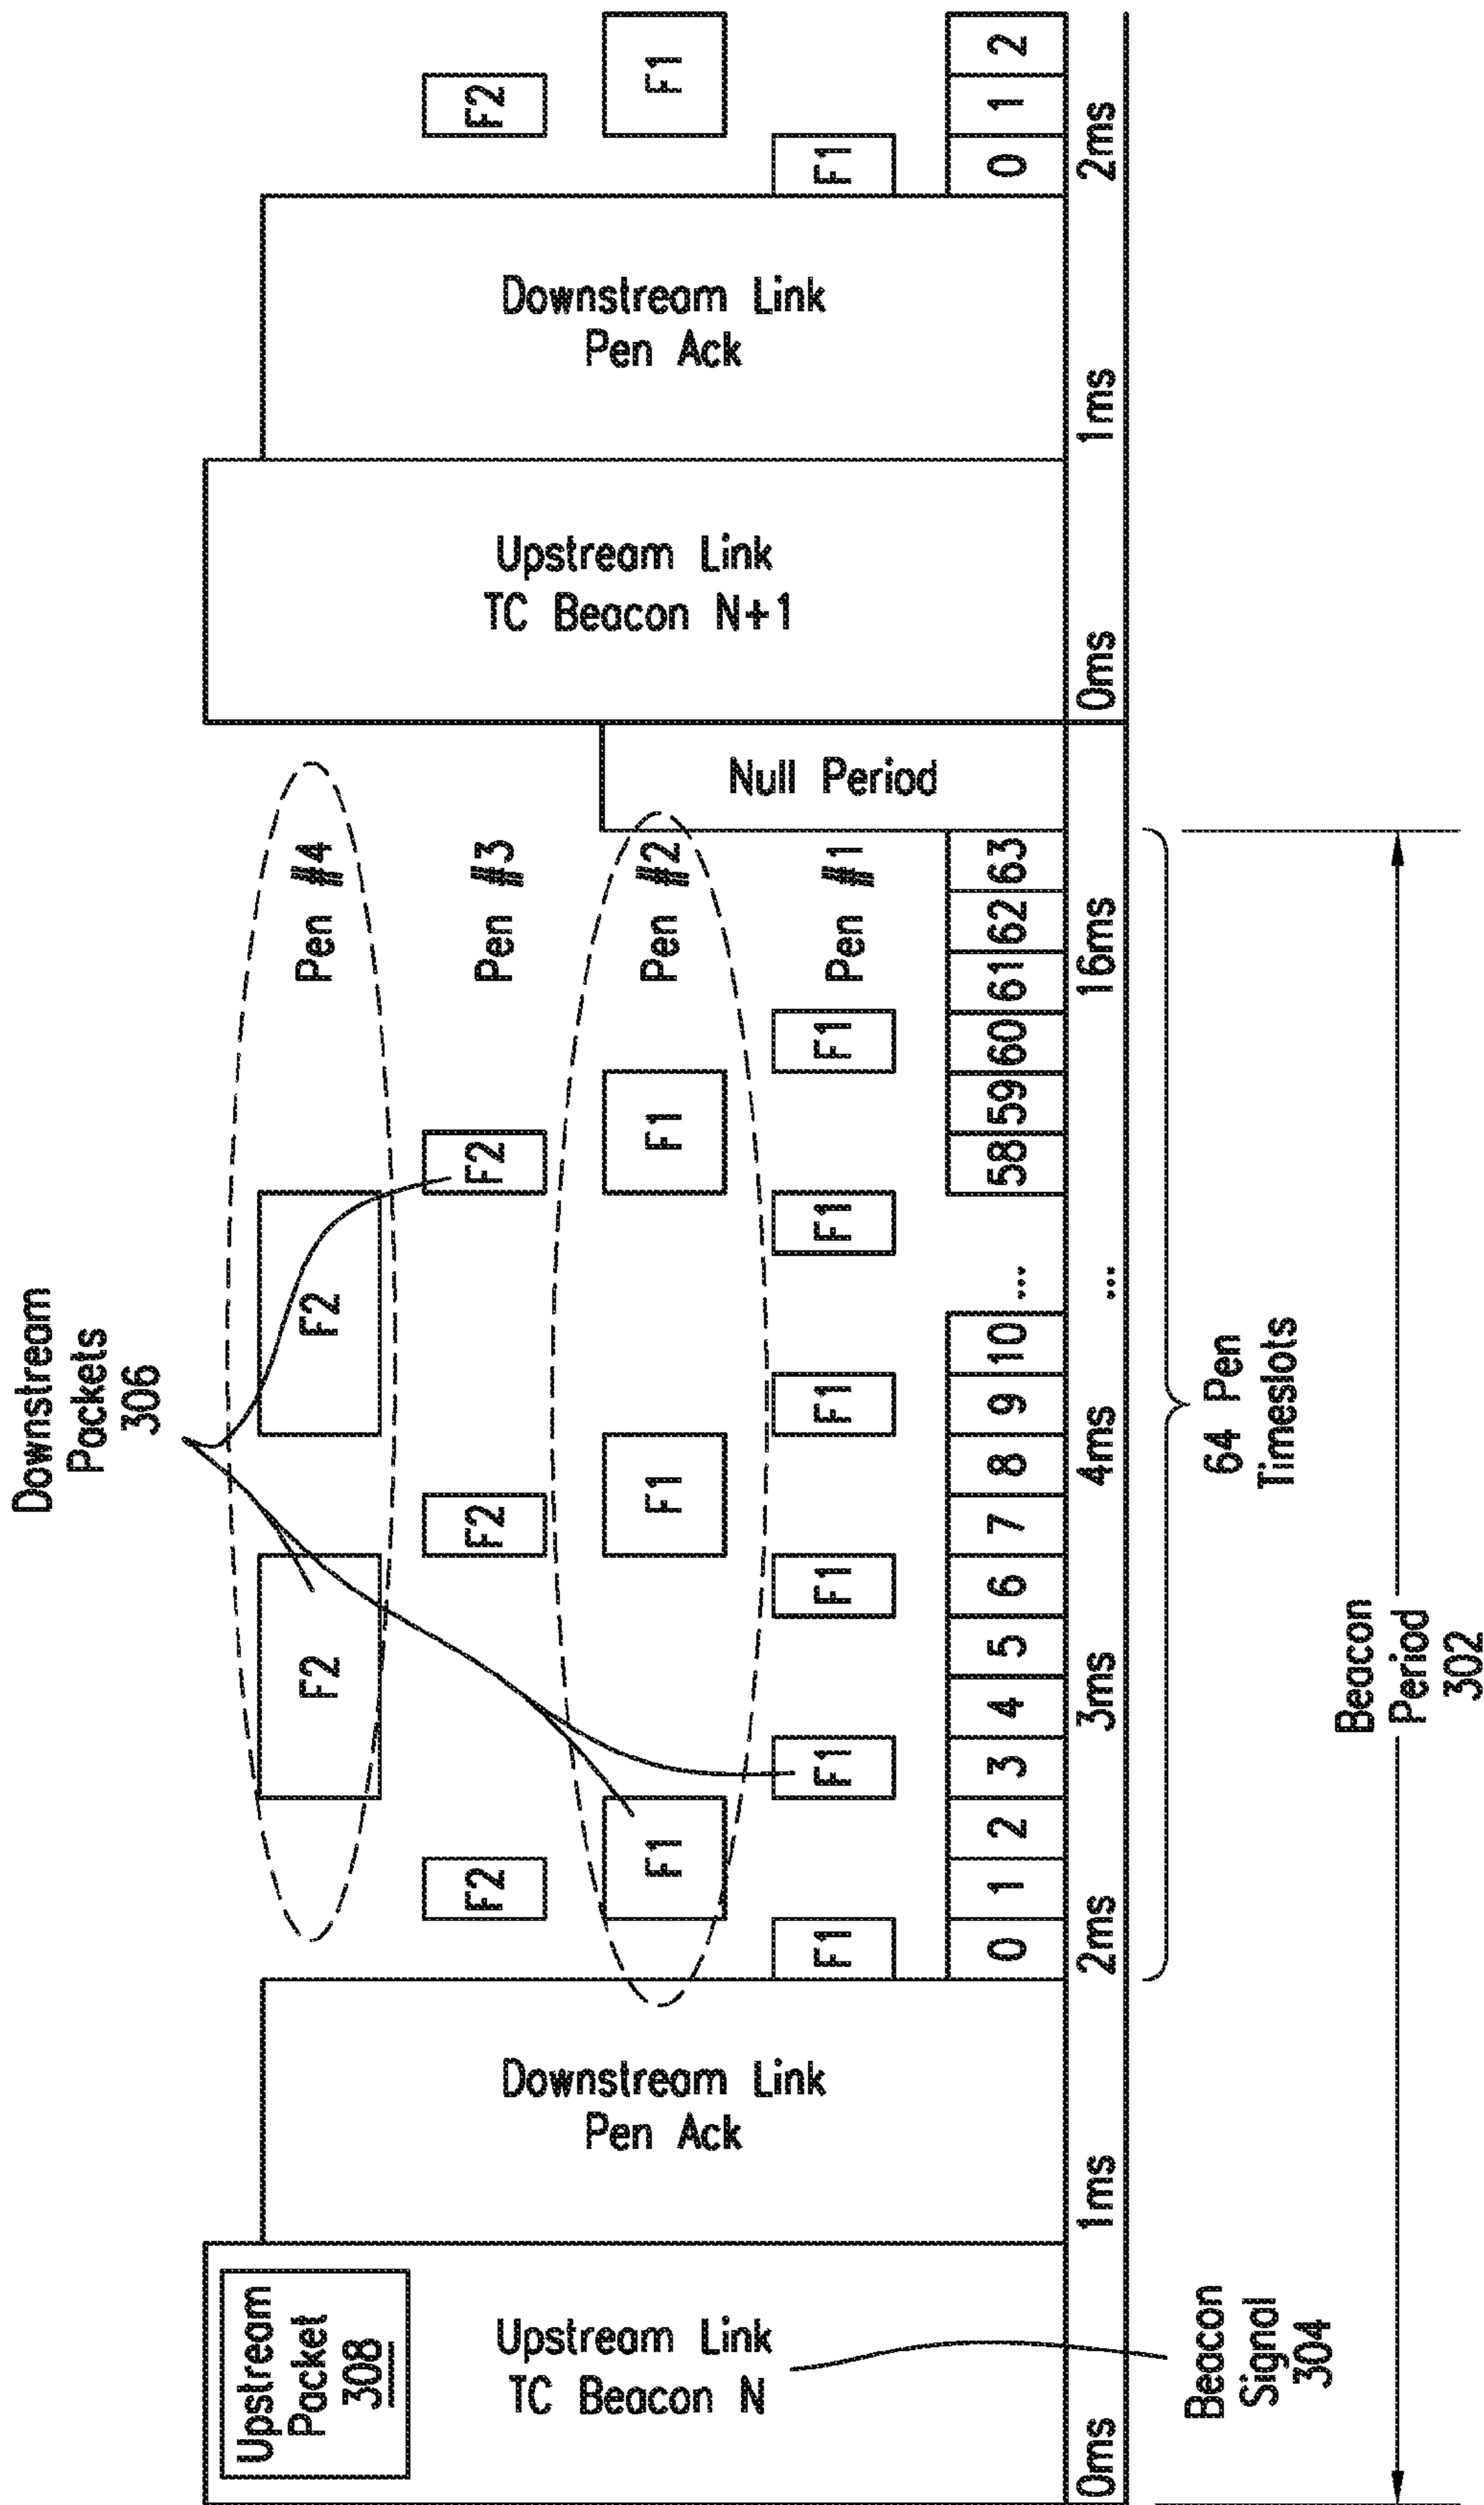 Downstream
Packets
306
Upstream
Packet
308
Upstream Link
TC Beacon N
Downstream Link
Pen Ack
F2
F2
Pen #4
F2
F2
F2
Pen #3
F1
F1
F1
Pen #2
F1
F1
F1
F1
F1
F1
Pen #1
Null Period
Upstream Link
TC Beacon N+1
Downstream Link
Pen Ack
F2
F1
F1
0 1 2 3 4 5 6 7 8 9 10 ... 58 59 60 61 62 63
0 1 2
0ms 1ms 2ms 3ms 4ms ... 16ms 0ms 1ms 2ms
Beacon
Signal
304
64 Pen
Timeslots
Beacon
Period
302